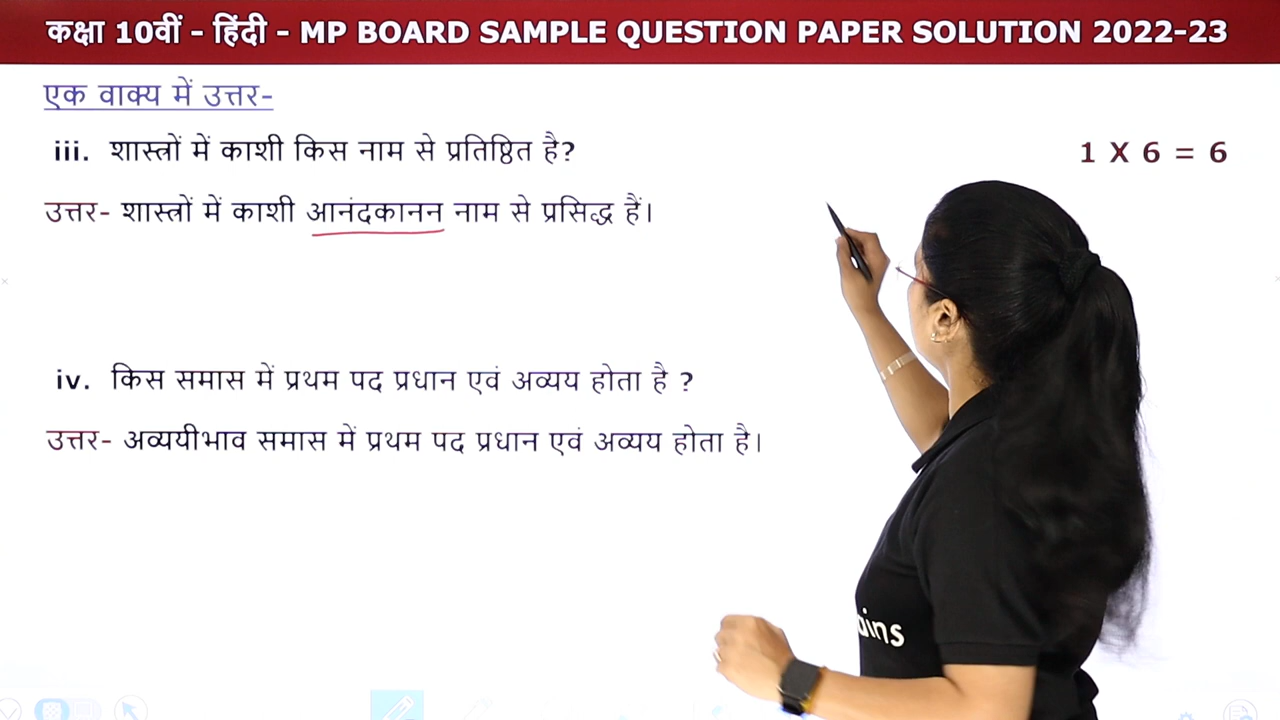 कक्षा 10वीं - हिंदी - MP BOARD SAMPLE QUESTION PAPER SOLUTION 2022-23
एक वाक्य में उत्तर-
iii. शास्त्रों में काशी किस नाम से प्रतिष्ठित है?
1 X 6 = 6
उत्तर- शास्त्रों में काशी आनंदकानन नाम से प्रसिद्ध हैं।
iv. किस समास में प्रथम पद प्रधान एवं अव्यय होता है ?
उत्तर- अव्ययीभाव समास में प्रथम पद प्रधान एवं अव्यय होता है।